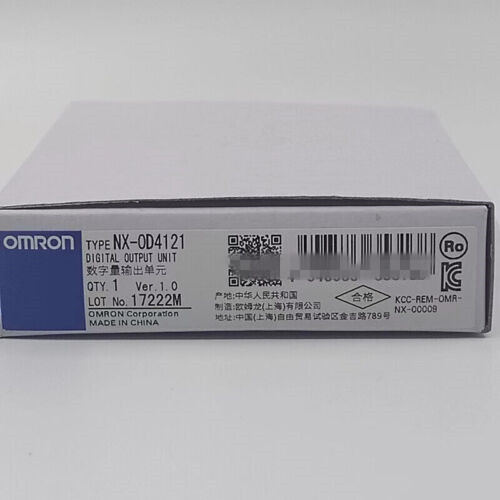 OMRON
TYPE NX-OD4121
DIGITAL OUTPUT UNIT
数字量输出单元
QTY. 1 Ver.1.0
LOT No. 17222M
OMRON Corporation
MADE IN CHINA
产地:中华人民共和国
制造:欧姆龙(上海)有限公司
地址:中国(上海)自由贸易试验区金吉路789号
合格
Ro
KCC-REM-OMR-
NX-00009